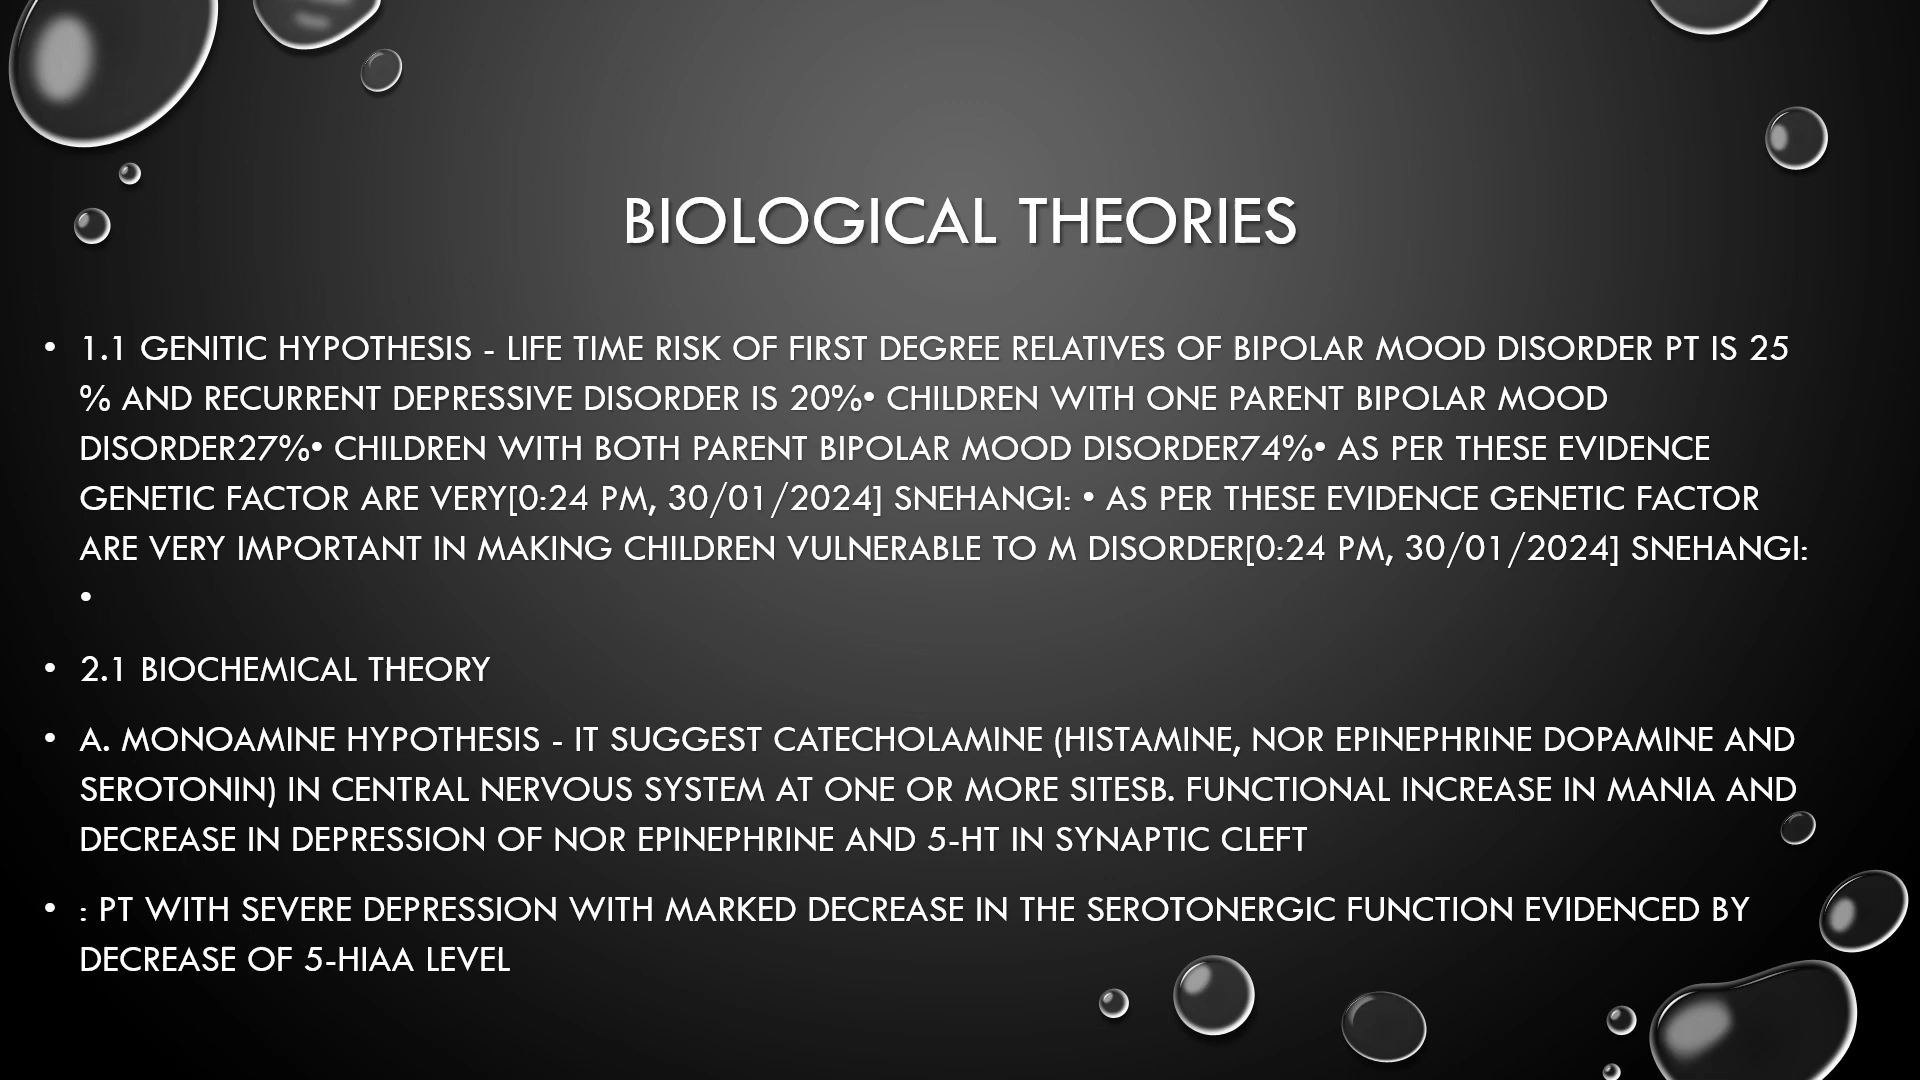 BIOLOGICAL THEORIES
• 1.1 GENITIC HYPOTHESIS - LIFE TIME RISK OF FIRST DEGREE RELATIVES OF BIPOLAR MOOD DISORDER PT IS 25
% AND RECURRENT DEPRESSIVE DISORDER IS 20%• CHILDREN WITH ONE PARENT BIPOLAR MOOD
DISORDER27%• CHILDREN WITH BOTH PARENT BIPOLAR MOOD DISORDER74%• AS PER THESE EVIDENCE
GENETIC FACTOR ARE VERY[0:24 PM, 30/01/2024] SNEHANGI: • AS PER THESE EVIDENCE GENETIC FACTOR
ARE VERY IMPORTANT IN MAKING CHILDREN VULNERABLE TO M DISORDER[0:24 PM, 30/01/2024] SNEHANGI:
•
• 2.1 BIOCHEMICAL THEORY
• A. MONOAMINE HYPOTHESIS - IT SUGGEST CATECHOLAMINE (HISTAMINE, NOR EPINEPHRINE DOPAMINE AND
SEROTONIN) IN CENTRAL NERVOUS SYSTEM AT ONE OR MORE SITESB. FUNCTIONAL INCREASE IN MANIA AND
DECREASE IN DEPRESSION OF NOR EPINEPHRINE AND 5-HT IN SYNAPTIC CLEFT
• : PT WITH SEVERE DEPRESSION WITH MARKED DECREASE IN THE SEROTONERGIC FUNCTION EVIDENCED BY
DECREASE OF 5-HIAA LEVEL